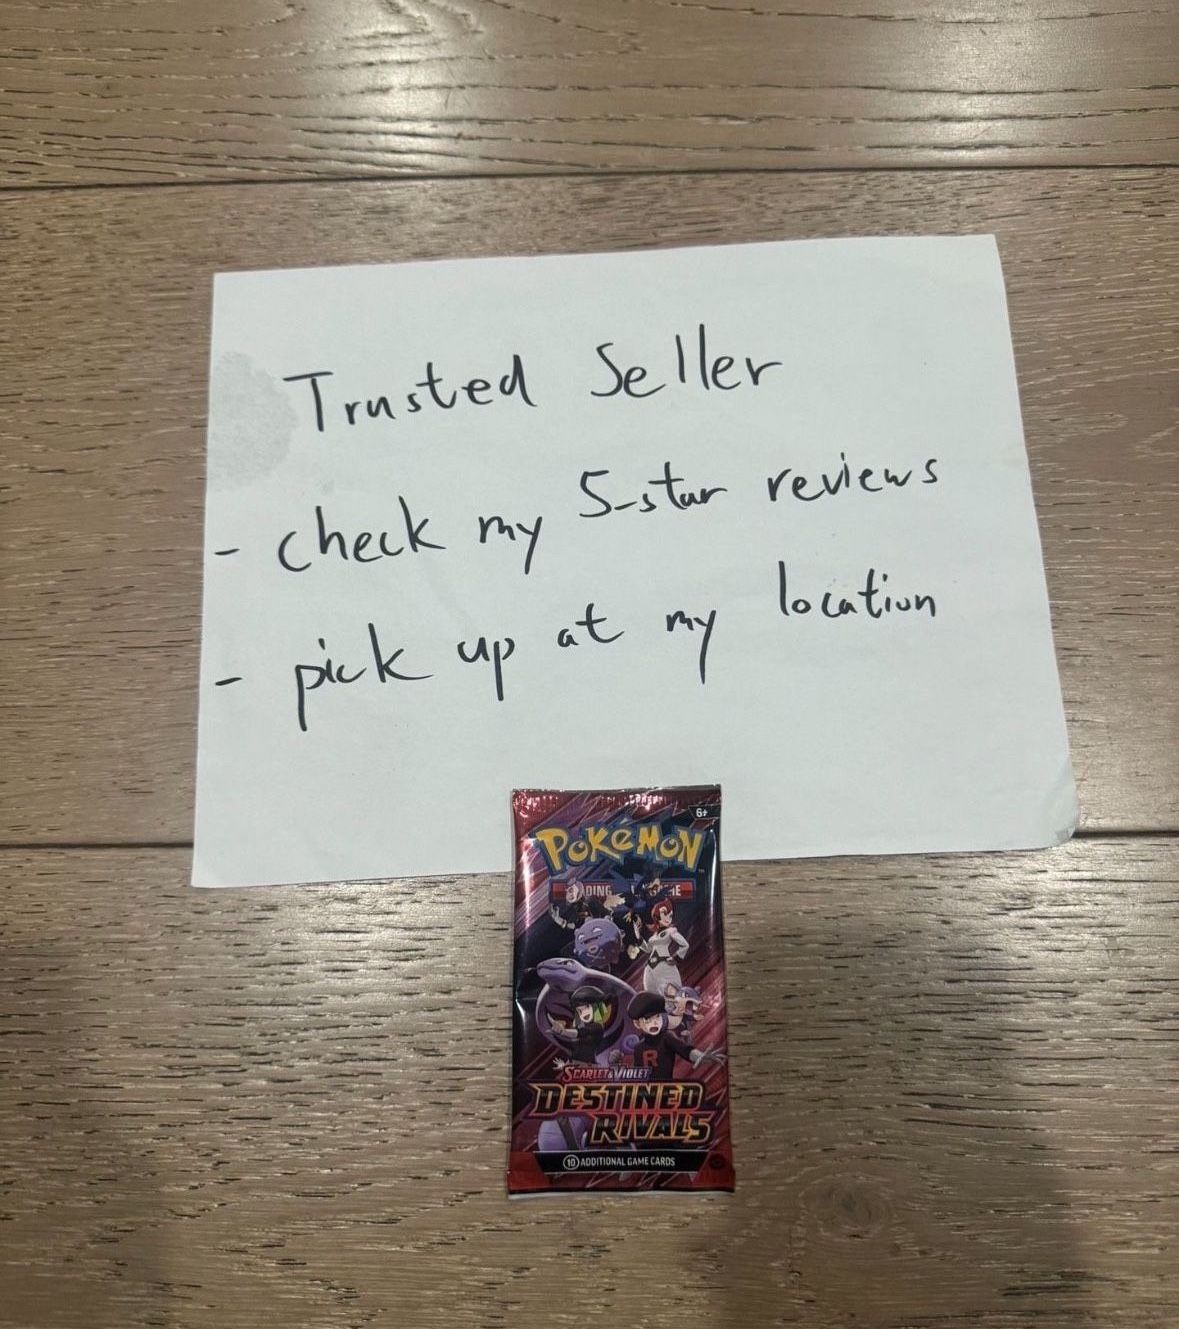 Trusted Seller
- check my 5-star reviews
- pick up at my location
6+
POKéMON
SCARLET & VIOLET
DESTINED
RIVALS
10 ADDITIONAL GAME CARDS